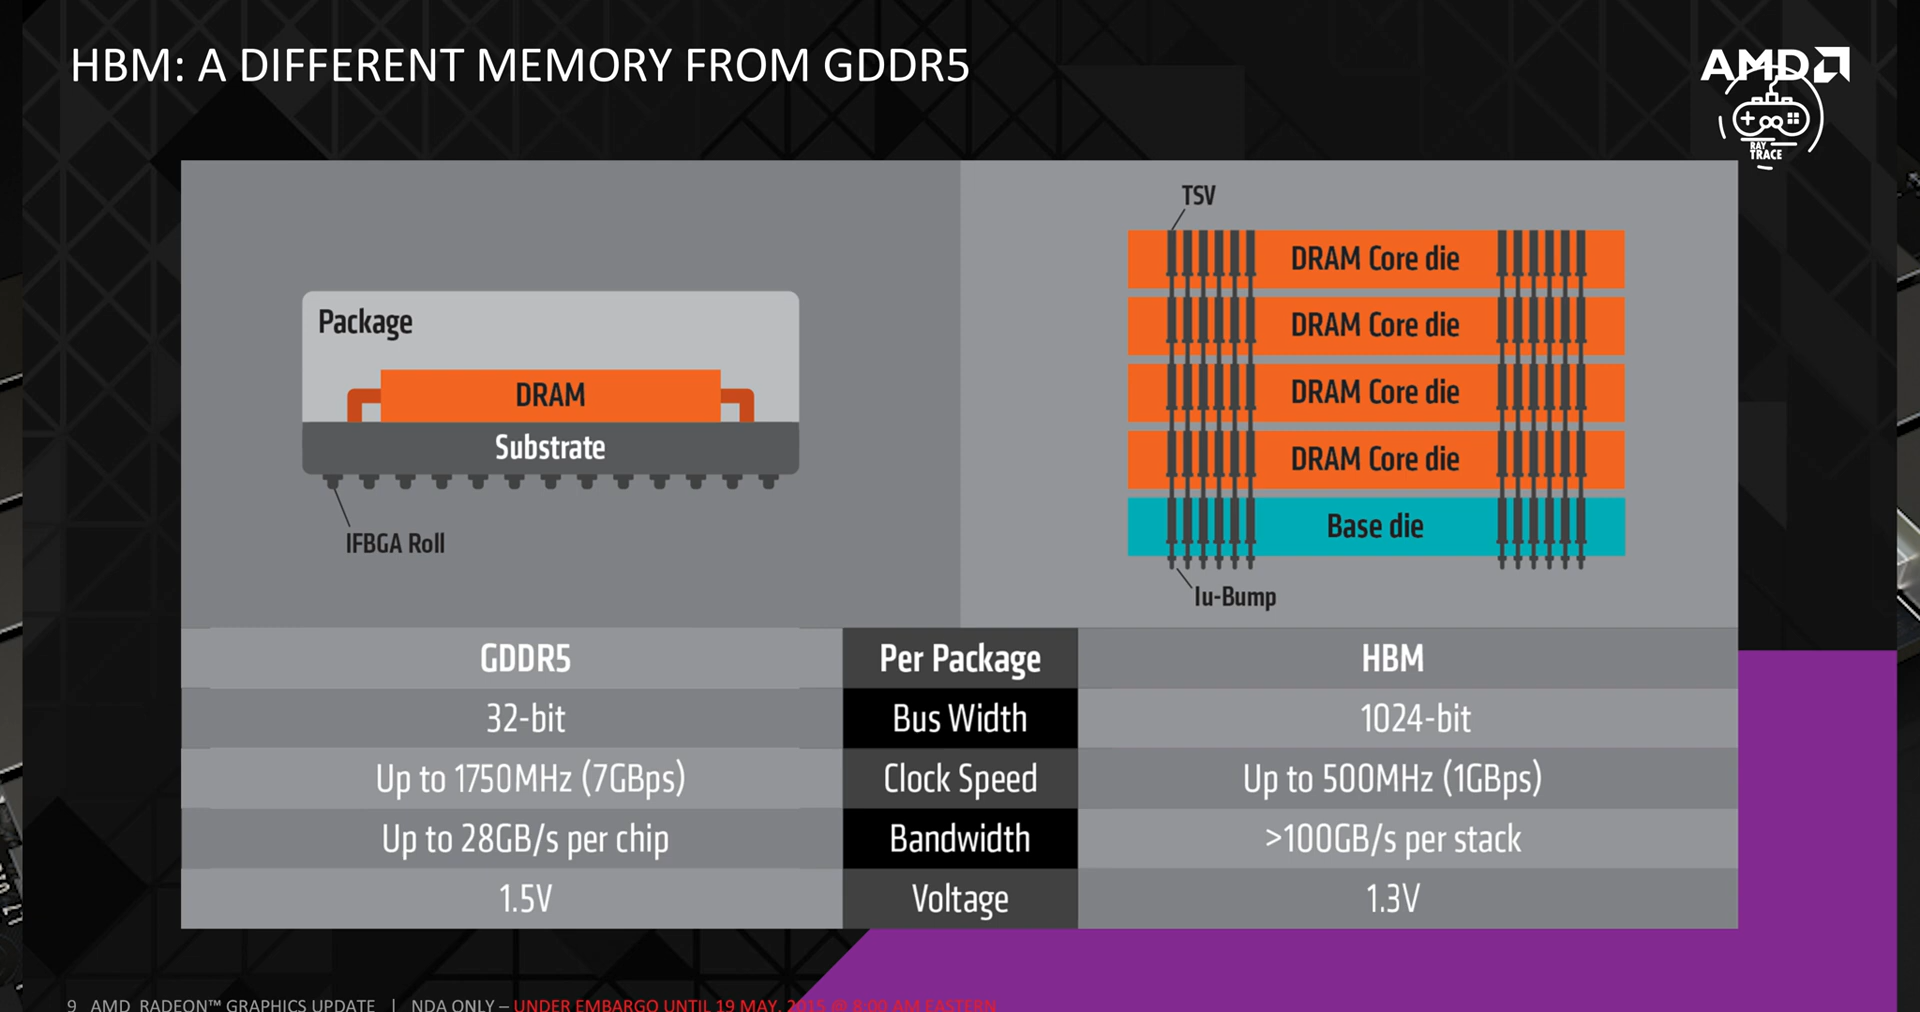 HBM: A DIFFERENT MEMORY FROM GDDR5
AMD
RAY
TRACE
TSV
DRAM Core die
DRAM Core die
DRAM Core die
DRAM Core die
Base die
Iu-Bump
Package
DRAM
Substrate
IFBGA Roll
GDDR5 Per Package HBM
32-bit Bus Width 1024-bit
Up to 1750MHz (7GBps) Clock Speed Up to 500MHz (1GBps)
Up to 28GB/s per chip Bandwidth >100GB/s per stack
1.5V Voltage 1.3V
9 AMD RADEON™ GRAPHICS UPDATE | NDA ONLY – UNDER EMBARGO UNTIL 19 MAY, 2015 @ 8:00 AM EASTERN